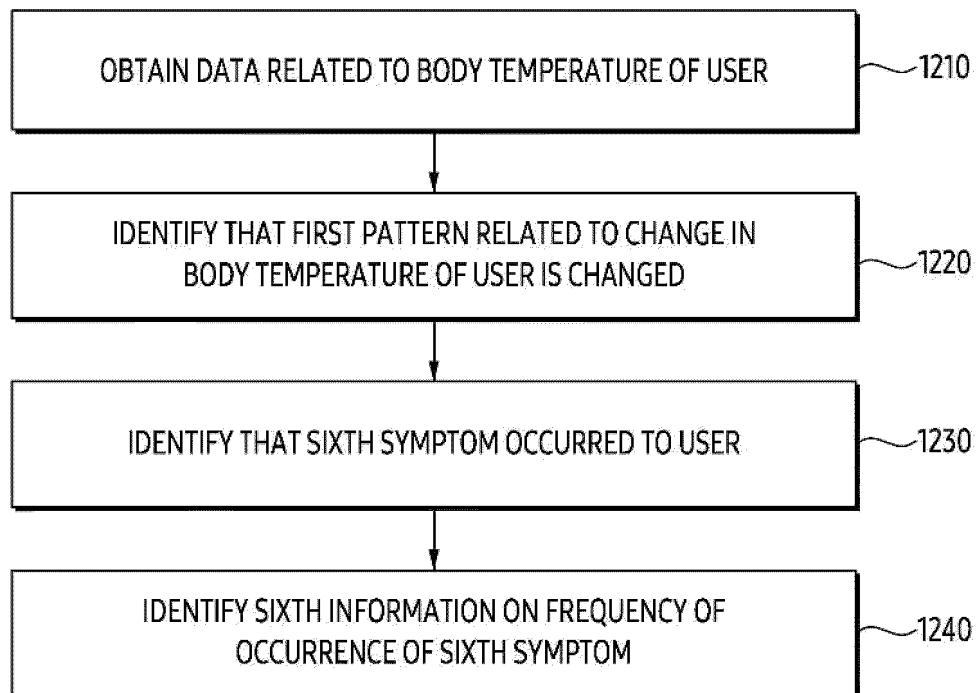 OBTAIN DATA RELATED TO BODY TEMPERATURE OF USER
1210
IDENTIFY THAT FIRST PATTERN RELATED TO CHANGE IN
BODY TEMPERATURE OF USER IS CHANGED
1220
IDENTIFY THAT SIXTH SYMPTOM OCCURRED TO USER
1230
IDENTIFY SIXTH INFORMATION ON FREQUENCY OF
OCCURRENCE OF SIXTH SYMPTOM
1240